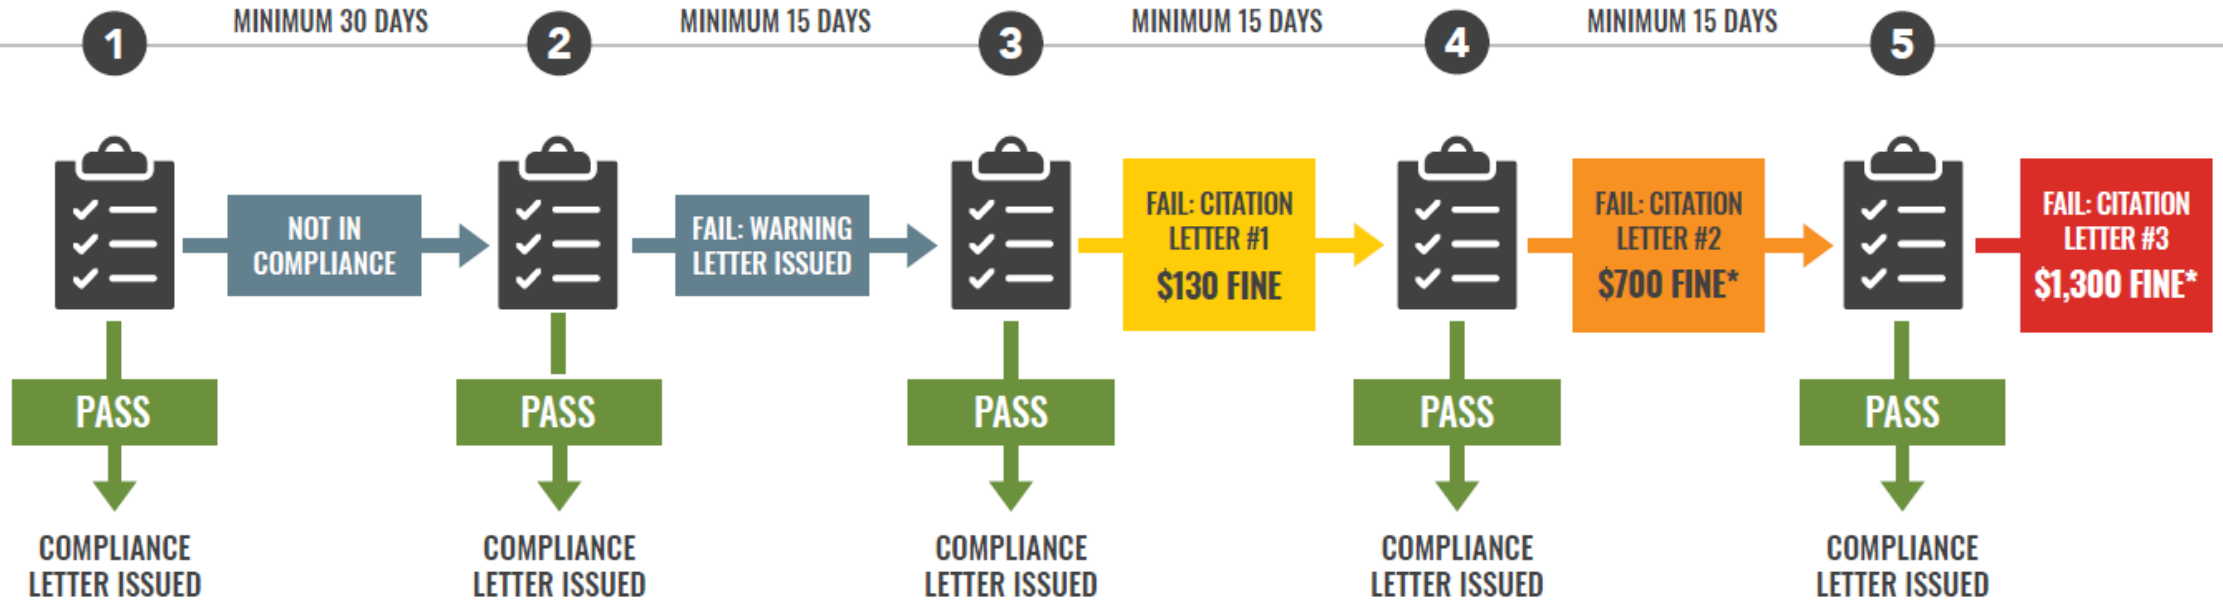 1
MINIMUM 30 DAYS
2
MINIMUM 15 DAYS
3
MINIMUM 15 DAYS
4
MINIMUM 15 DAYS
5
NOT IN
COMPLIANCE
FAIL: WARNING
LETTER ISSUED
FAIL: CITATION
LETTER #1
$130 FINE
FAIL: CITATION
LETTER #2
$700 FINE*
FAIL: CITATION
LETTER #3
$1,300 FINE*
PASS
PASS
PASS
PASS
PASS
COMPLIANCE
LETTER ISSUED
COMPLIANCE
LETTER ISSUED
COMPLIANCE
LETTER ISSUED
COMPLIANCE
LETTER ISSUED
COMPLIANCE
LETTER ISSUED